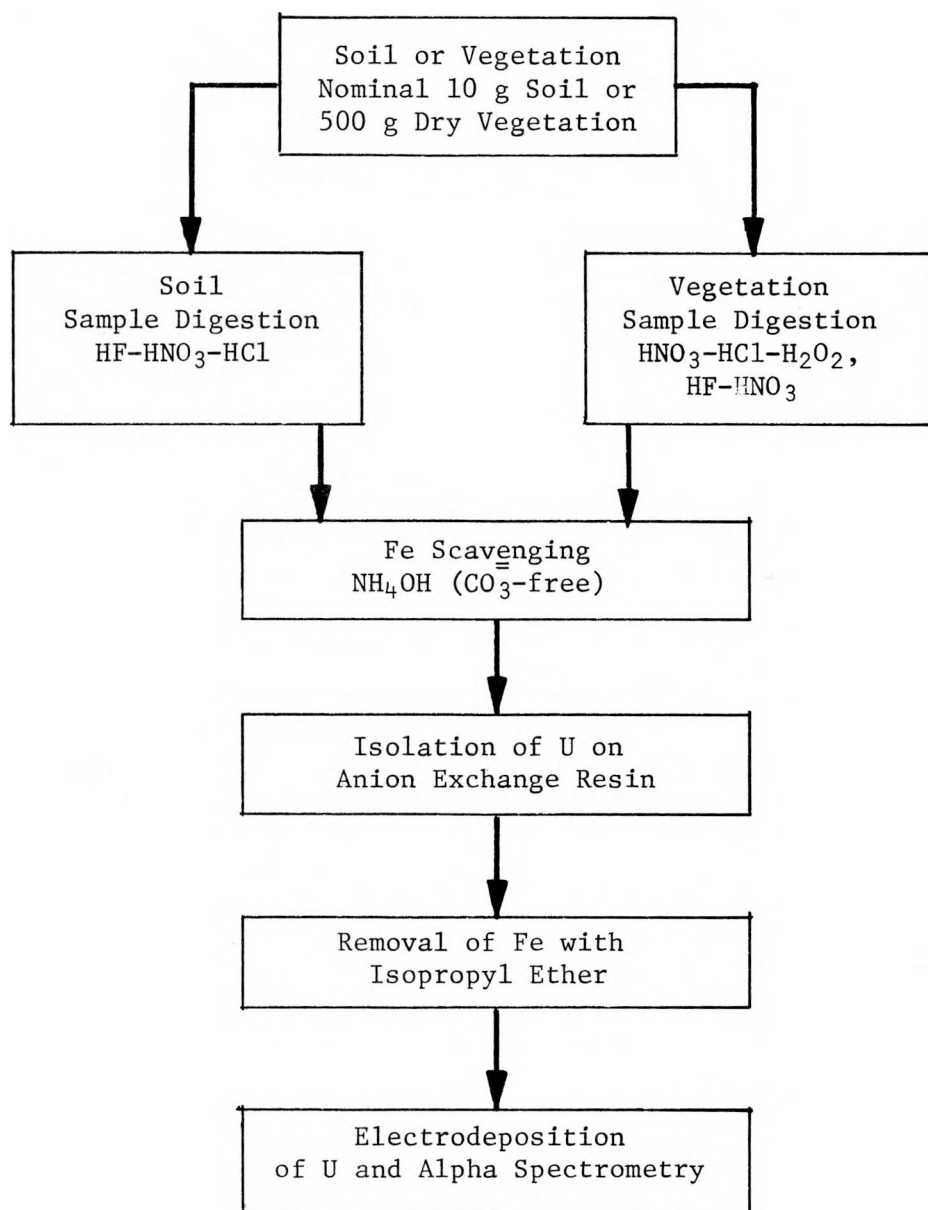 Soil or Vegetation
Nominal 10 g Soil or
500 g Dry Vegetation
Soil
Sample Digestion
HF-HNO₃-HCl
Vegetation
Sample Digestion
HNO₃-HCl-H₂O₂,
HF-HNO₃
Fe Scavenging
NH₄OH (CO₃⁼-free)
Isolation of U on
Anion Exchange Resin
Removal of Fe with
Isopropyl Ether
Electrodeposition
of U and Alpha Spectrometry